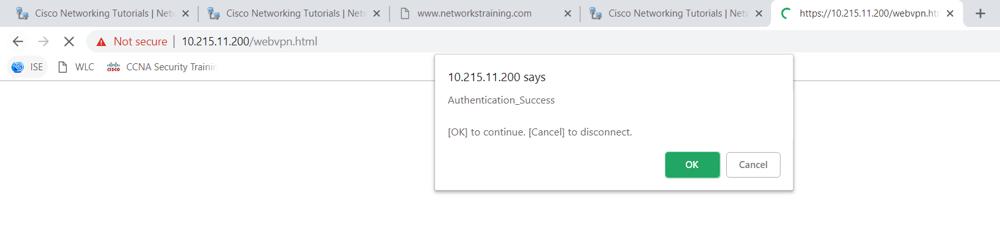 Cisco Networking Tutorials | Netw
Cisco Networking Tutorials | Netw
www.networkstraining.com
Cisco Networking Tutorials | Netw
https://10.215.11.200/webvpn.htm
Not secure | 10.215.11.200/webvpn.html
ISE
WLC
CISCO
CCNA Security Trainin
10.215.11.200 says
Authentication_Success
[OK] to continue. [Cancel] to disconnect.
OK
Cancel